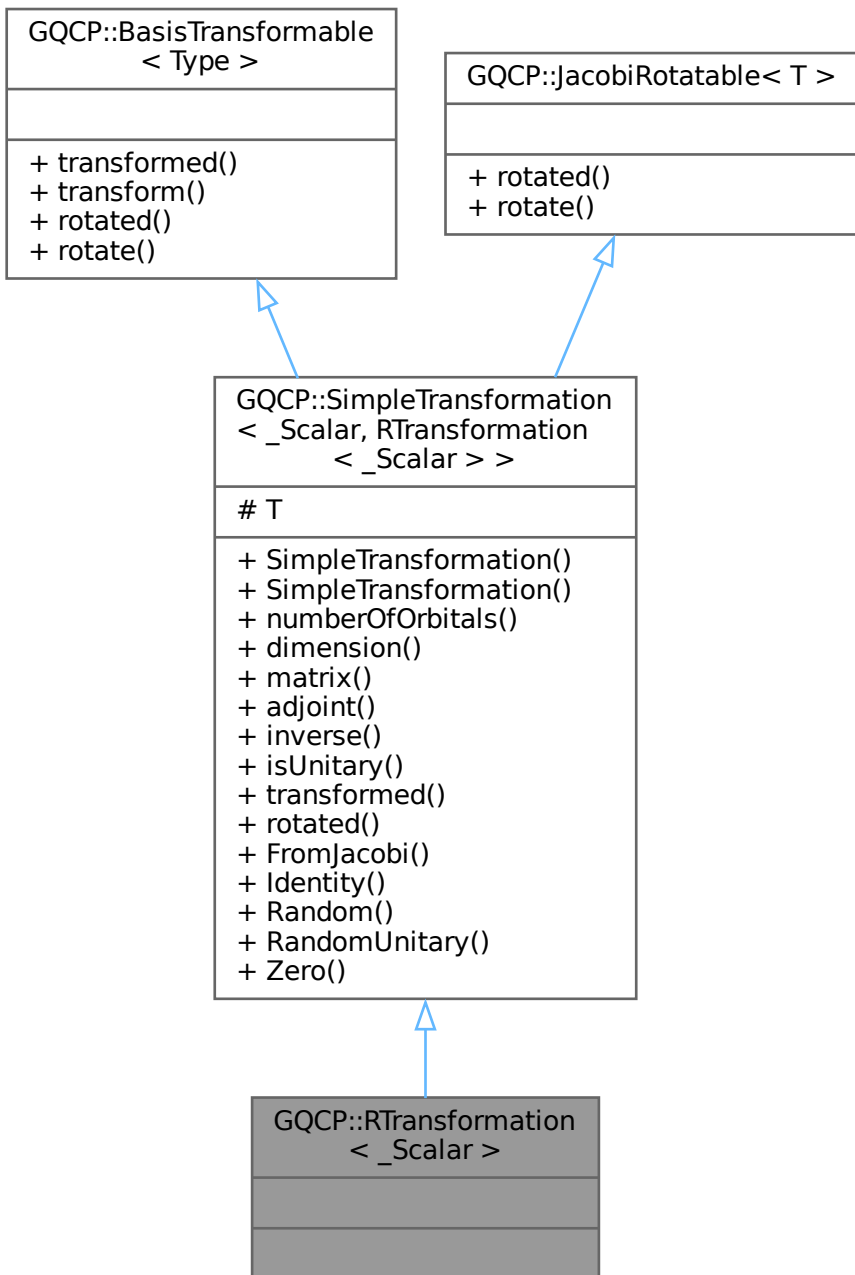 GQCP::BasisTransformable
< Type >
+ transformed()
+ transform()
+ rotated()
+ rotate()
GQCP::JacobiRotatable< T >
+ rotated()
+ rotate()
GQCP::SimpleTransformation
< _Scalar, RTransformation
< _Scalar > >
# T
+ SimpleTransformation()
+ SimpleTransformation()
+ numberOfOrbitals()
+ dimension()
+ matrix()
+ adjoint()
+ inverse()
+ isUnitary()
+ transformed()
+ rotated()
+ FromJacobi()
+ Identity()
+ Random()
+ RandomUnitary()
+ Zero()
GQCP::RTransformation
< _Scalar >